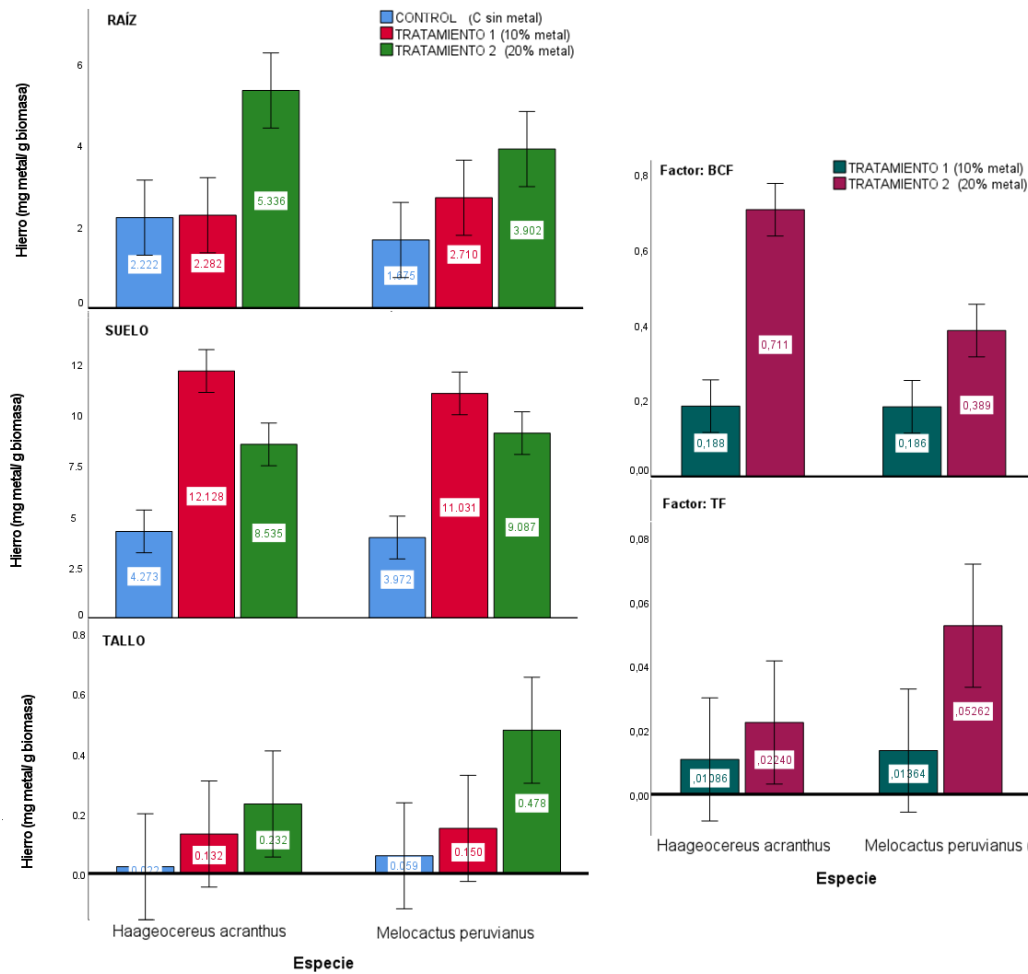 RAÍZ
CONTROL (C sin metal)
TRATAMIENTO 1 (10% metal)
TRATAMIENTO 2 (20% metal)
Hierro (mg metal/ g biomasa)
6
4
2
0
2.222
2.282
5.336
1.675
2.710
3.902
SUELO
Hierro (mg metal/ g biomasa)
12
10
7.5
5
2.5
0
4.273
12.128
8.535
3.972
11.031
9.087
TALLO
Hierro (mg metal/ g biomasa)
0.8
0.6
0.4
0.2
0.0
0.022
0.132
0.232
0.059
0.150
0.478
Haageocereus acranthus
Melocactus peruvianus
Especie
Factor: BCF
TRATAMIENTO 1 (10% metal)
TRATAMIENTO 2 (20% metal)
0,8
0,6
0,4
0,2
0,00
0,188
0,711
0,186
0,389
Factor: TF
0,08
0,06
0,04
0,02
0,00
,01086
,02240
,01364
,05262
Haageocereus acranthus
Melocactus peruvianus (
Especie